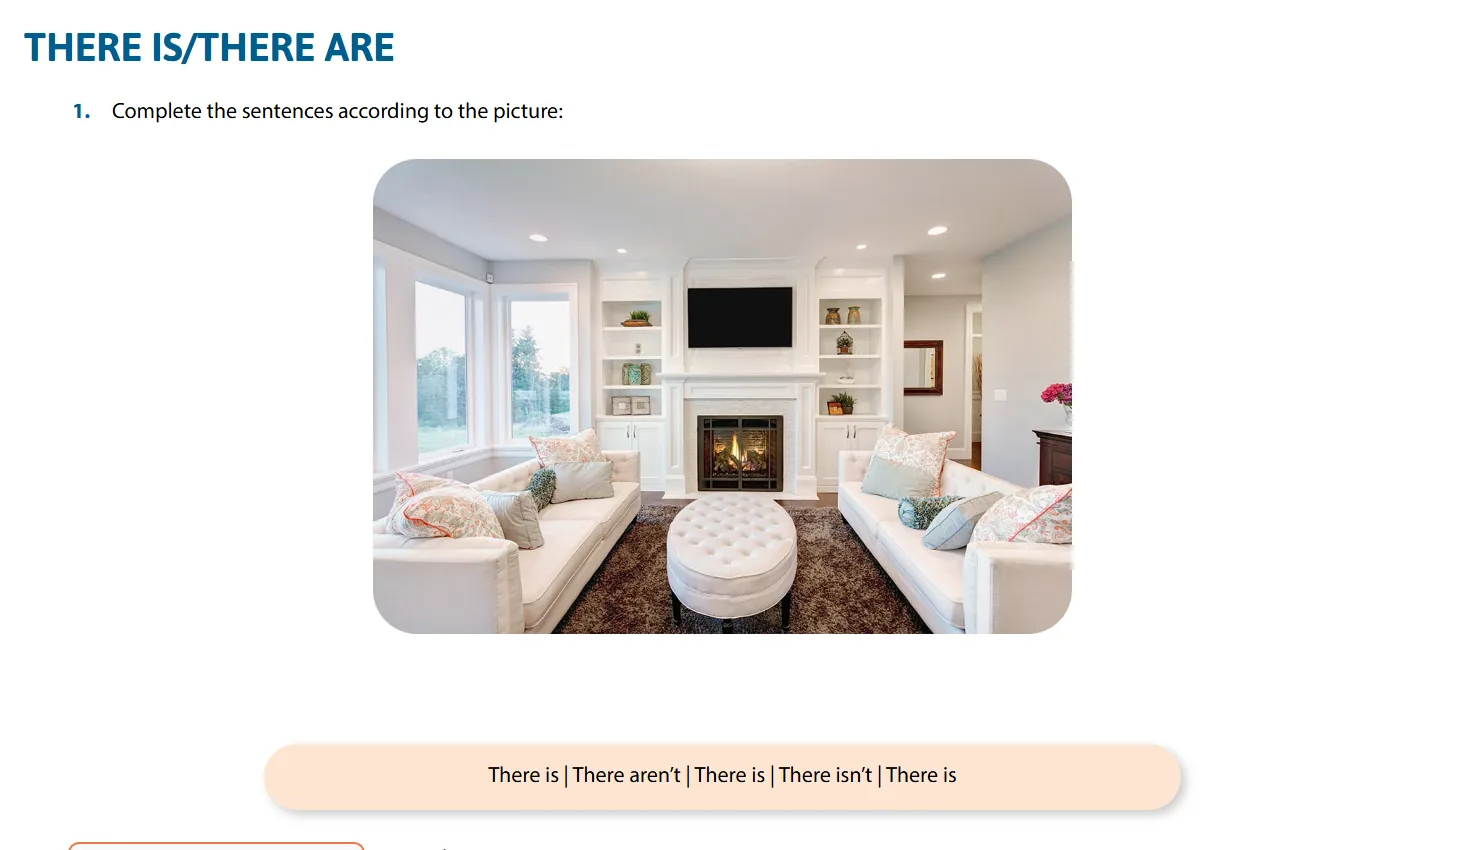 THERE IS/THERE ARE
1. Complete the sentences according to the picture:
There is | There aren’t | There is | There isn’t | There is